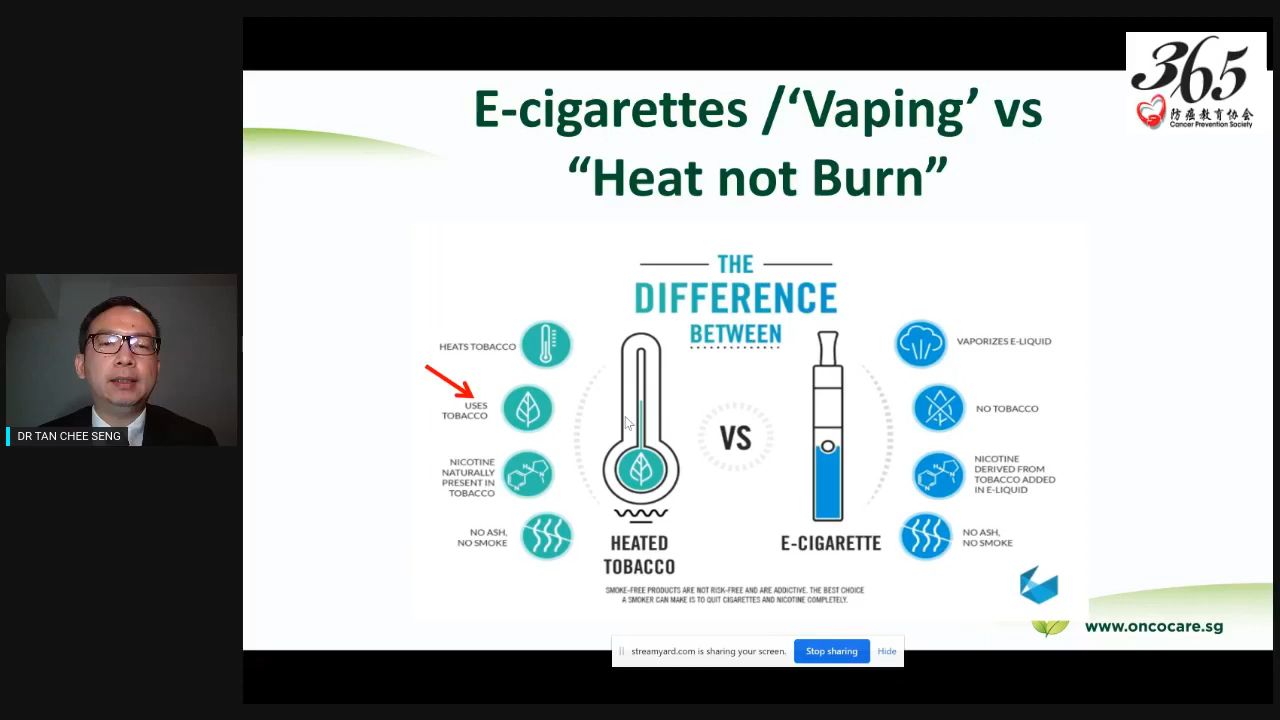 365
防癌教育协会
Cancer Prevention Society
E-cigarettes /‘Vaping’ vs
“Heat not Burn”
THE
DIFFERENCE
BETWEEN
HEATS TOBACCO
USES
TOBACCO
NICOTINE
NATURALLY
PRESENT IN
TOBACCO
NO ASH,
NO SMOKE
HEATED
TOBACCO
VS
E-CIGARETTE
VAPORIZES E-LIQUID
NO TOBACCO
NICOTINE
DERIVED FROM
TOBACCO ADDED
IN E-LIQUID
NO ASH,
NO SMOKE
SMOKE-FREE PRODUCTS ARE NOT RISK-FREE AND ARE ADDICTIVE. THE BEST CHOICE
A SMOKER CAN MAKE IS TO QUIT CIGARETTES AND NICOTINE COMPLETELY.
www.oncocare.sg
streamyard.com is sharing your screen.
Stop sharing
Hide
DR TAN CHEE SENG